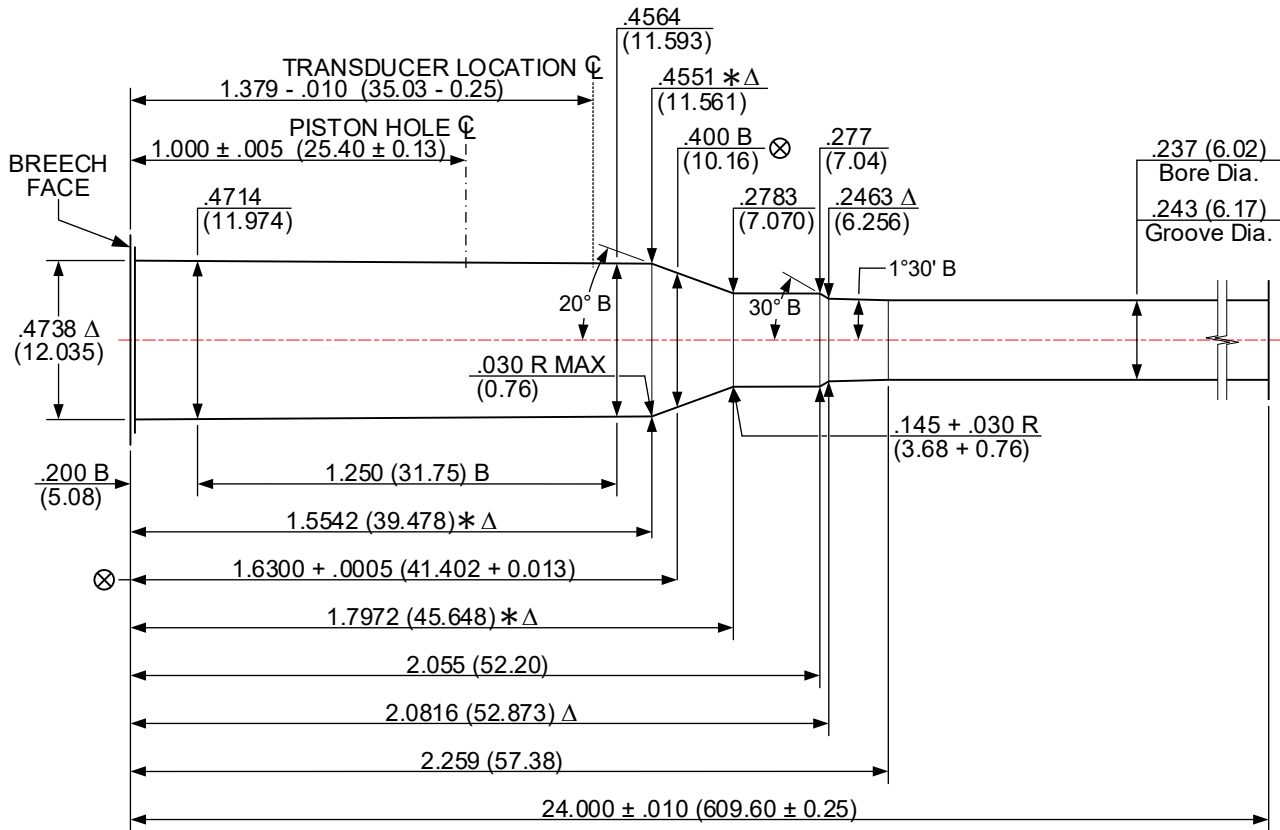 .4564
(11.593)
TRANSDUCER LOCATION ℄
1.379 - .010 (35.03 - 0.25)
.4551 * Δ
(11.561)
PISTON HOLE ℄
1.000 ± .005 (25.40 ± 0.13)
.400 B ⊗
(10.16)
.277
(7.04)
.237 (6.02)
Bore Dia.
BREECH
FACE
.4714
(11.974)
.2783
(7.070)
.2463 Δ
(6.256)
.243 (6.17)
Groove Dia.
1°30' B
20° B
30° B
.4738 Δ
(12.035)
.030 R MAX
(0.76)
.145 + .030 R
(3.68 + 0.76)
.200 B
(5.08)
1.250 (31.75) B
1.5542 (39.478) * Δ
⊗ 1.6300 + .0005 (41.402 + 0.013)
1.7972 (45.648) * Δ
2.055 (52.20)
2.0816 (52.873) Δ
2.259 (57.38)
24.000 ± .010 (609.60 ± 0.25)